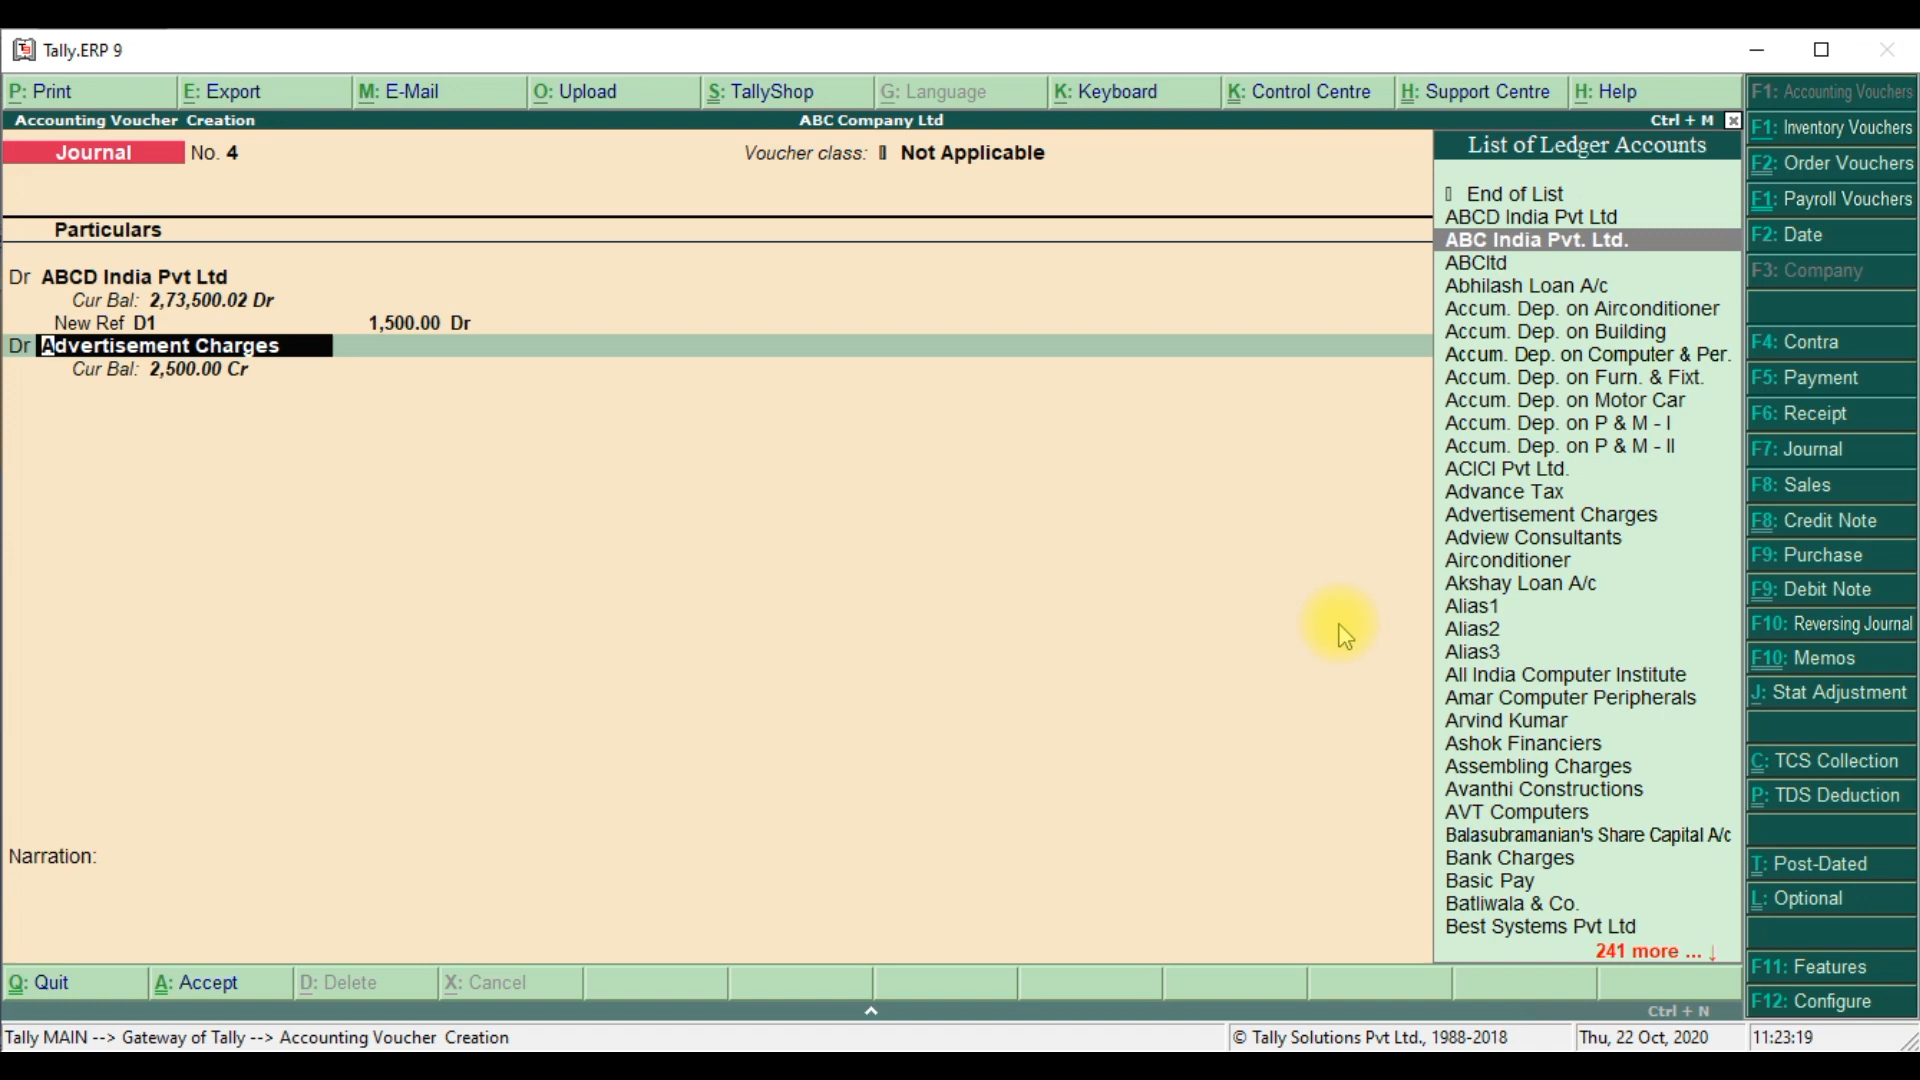 Tally.ERP 9
P: Print E: Export M: E-Mail O: Upload S: TallyShop G: Language K: Keyboard K: Control Centre H: Support Centre H: Help
Accounting Voucher Creation ABC Company Ltd Ctrl + M
Journal No. 4 Voucher class: Not Applicable
Particulars
Dr ABCD India Pvt Ltd
Cur Bal: 2,73,500.02 Dr
New Ref D1 1,500.00 Dr
Dr Advertisement Charges
Cur Bal: 2,500.00 Cr
Narration:
List of Ledger Accounts
End of List
ABCD India Pvt Ltd
ABC India Pvt. Ltd.
ABCltd
Abhilash Loan A/c
Accum. Dep. on Airconditioner
Accum. Dep. on Building
Accum. Dep. on Computer & Per.
Accum. Dep. on Furn. & Fixt.
Accum. Dep. on Motor Car
Accum. Dep. on P & M - I
Accum. Dep. on P & M - II
ACICI Pvt Ltd.
Advance Tax
Advertisement Charges
Adview Consultants
Airconditioner
Akshay Loan A/c
Alias1
Alias2
Alias3
All India Computer Institute
Amar Computer Peripherals
Arvind Kumar
Ashok Financiers
Assembling Charges
Avanthi Constructions
AVT Computers
Balasubramanian's Share Capital A/c
Bank Charges
Basic Pay
Batliwala & Co.
Best Systems Pvt Ltd
241 more ... ↓
F1: Accounting Vouchers
F1: Inventory Vouchers
F2: Order Vouchers
F1: Payroll Vouchers
F2: Date
F3: Company
F4: Contra
F5: Payment
F6: Receipt
F7: Journal
F8: Sales
F8: Credit Note
F9: Purchase
F9: Debit Note
F10: Reversing Journal
F10: Memos
J: Stat Adjustment
C: TCS Collection
P: TDS Deduction
T: Post-Dated
L: Optional
F11: Features
F12: Configure
Q: Quit A: Accept D: Delete X: Cancel
Ctrl + N
Tally MAIN --> Gateway of Tally --> Accounting Voucher Creation © Tally Solutions Pvt Ltd., 1988-2018 Thu, 22 Oct, 2020 11:23:19